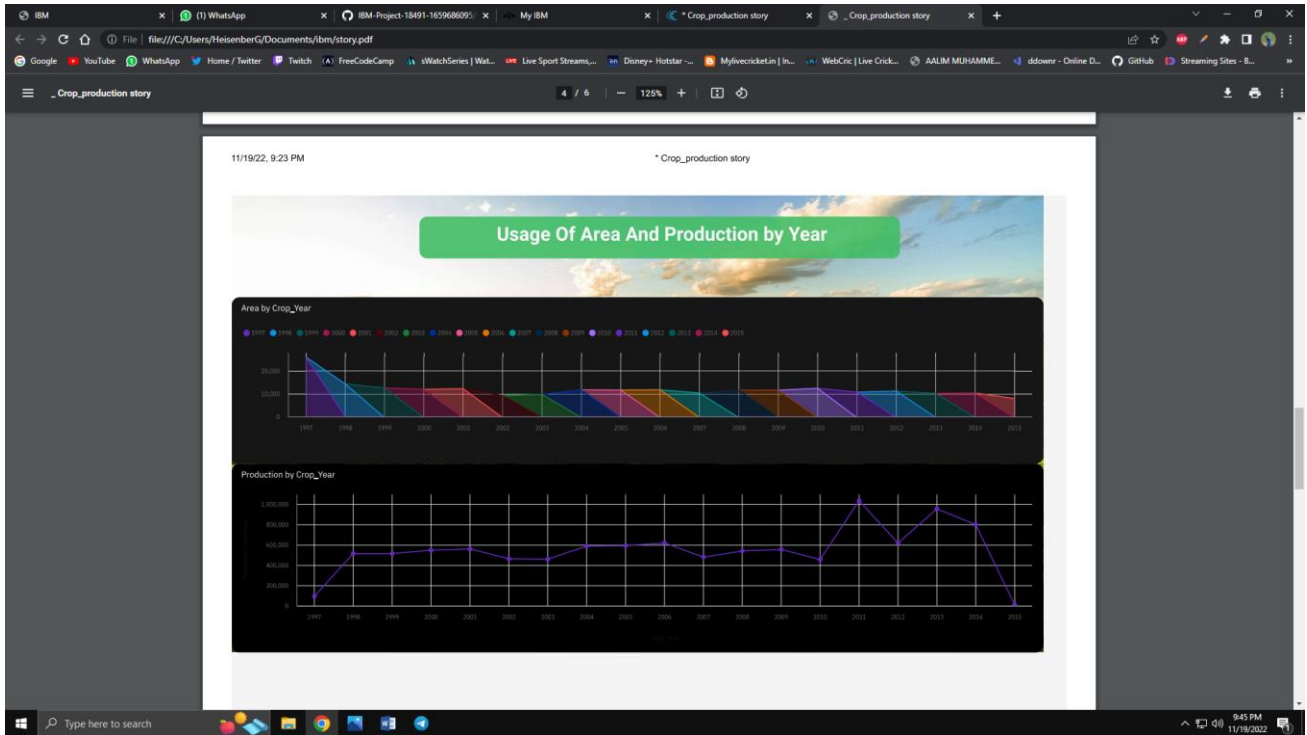 IBM
(1) WhatsApp
IBM-Project-18491-1659686095
My IBM
* Crop_production story
_ Crop_production story
File | file:///C:/Users/HeisenberG/Documents/ibm/story.pdf
Google
YouTube
WhatsApp
Home / Twitter
Twitch
FreeCodeCamp
sWatchSeries | Wat...
Live Sport Streams,...
Disney+ Hotstar -...
Mylivecricket.in | In...
WebCric | Live Crick...
AALIM MUHAMME...
ddownr - Online D...
GitHub
Streaming Sites - B...
_ Crop_production story
4 / 6
125%
11/19/22, 9:23 PM
* Crop_production story
Usage Of Area And Production by Year
Area by Crop_Year
1997 1998 1999 2000 2001 2002 2003 2004 2005 2006 2007 2008 2009 2010 2011 2012 2013 2014 2015
20,000
10,000
0
1997 1998 1999 2000 2001 2002 2003 2004 2005 2006 2007 2008 2009 2010 2011 2012 2013 2014 2015
Production by Crop_Year
1,000,000
800,000
600,000
400,000
200,000
0
1997 1998 1999 2000 2001 2002 2003 2004 2005 2006 2007 2008 2009 2010 2011 2012 2013 2014 2015
Type here to search
9:45 PM
11/19/2022